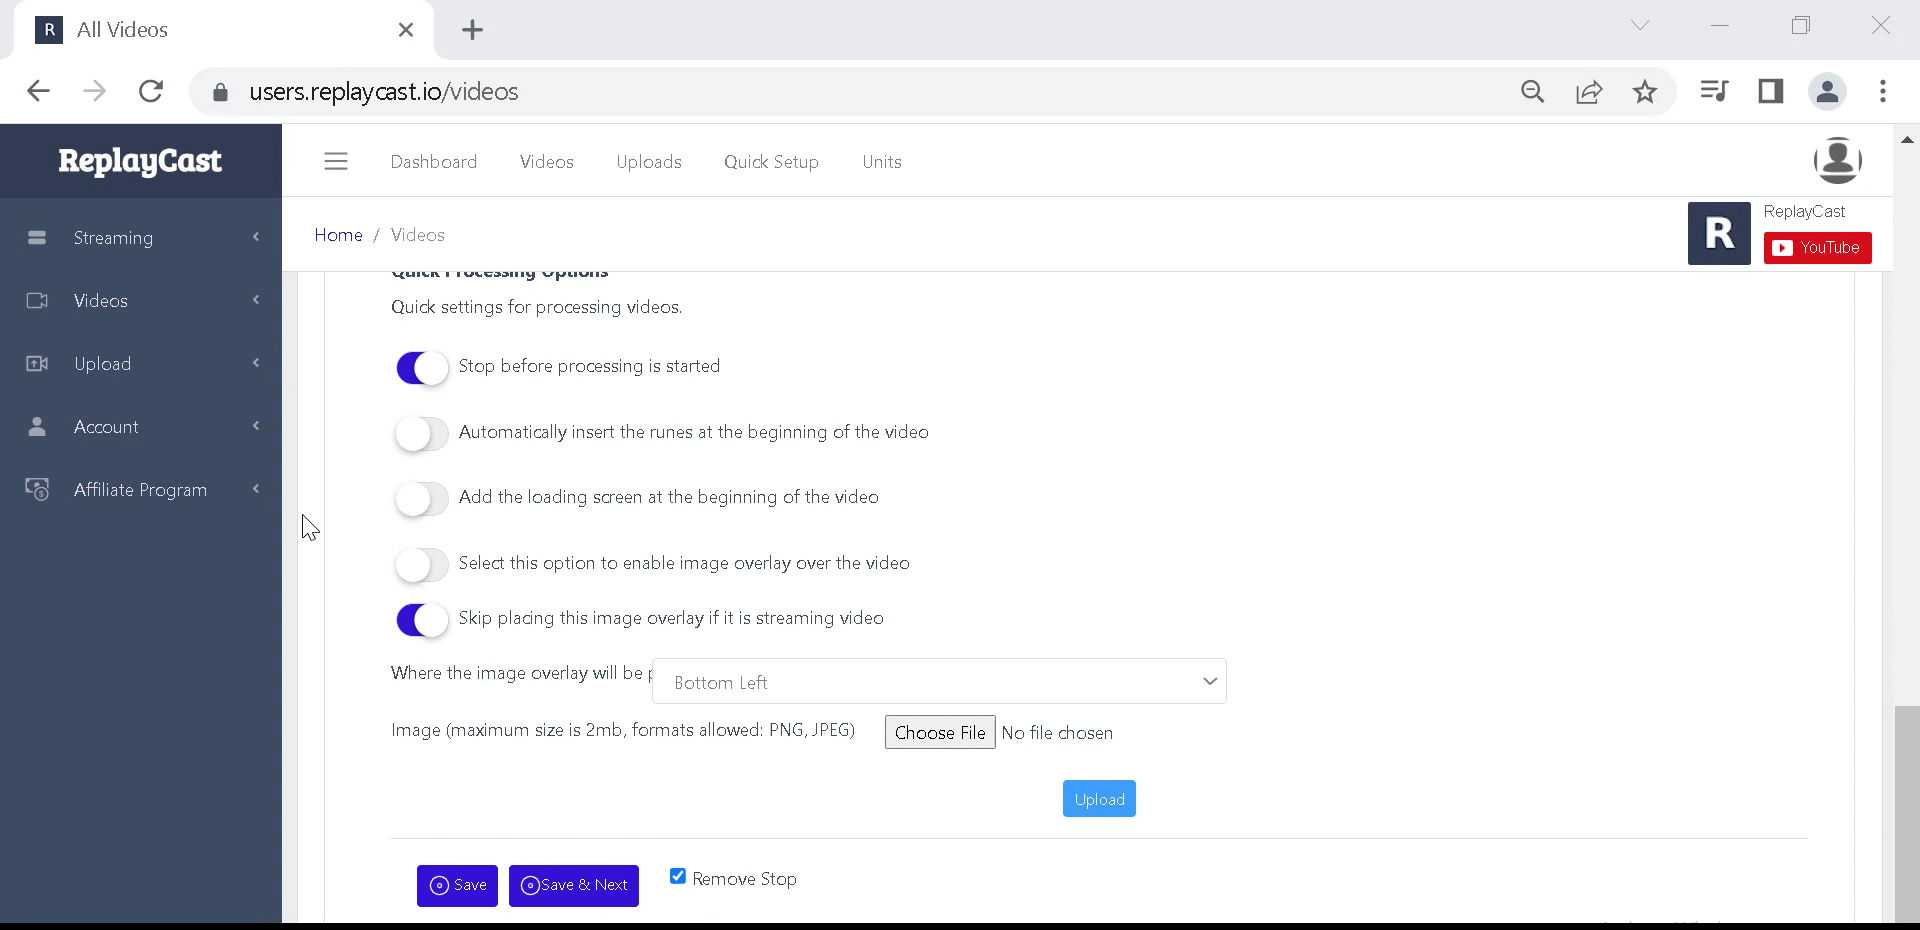 R All Videos
users.replaycast.io/videos
ReplayCast
Dashboard Videos Uploads Quick Setup Units
Home / Videos
R ReplayCast
YouTube
Streaming
Videos
Upload
Account
Affiliate Program
Quick Processing Options
Quick settings for processing videos.
Stop before processing is started
Automatically insert the runes at the beginning of the video
Add the loading screen at the beginning of the video
Select this option to enable image overlay over the video
Skip placing this image overlay if it is streaming video
Where the image overlay will be
Bottom Left
Image (maximum size is 2mb, formats allowed: PNG, JPEG) Choose File No file chosen
Upload
Save Save & Next Remove Stop